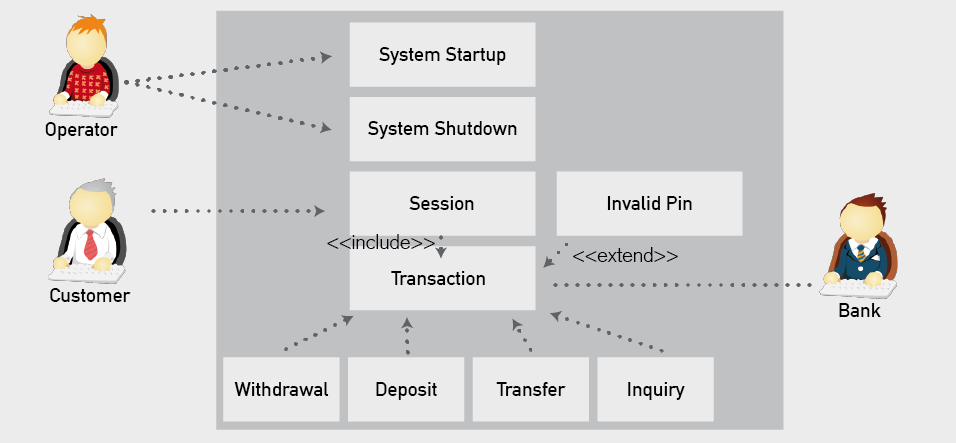 System Startup
Operator
System Shutdown
Session
Invalid Pin
<<include>>
<<extend>>
Customer
Transaction
Bank
Withdrawal
Deposit
Transfer
Inquiry